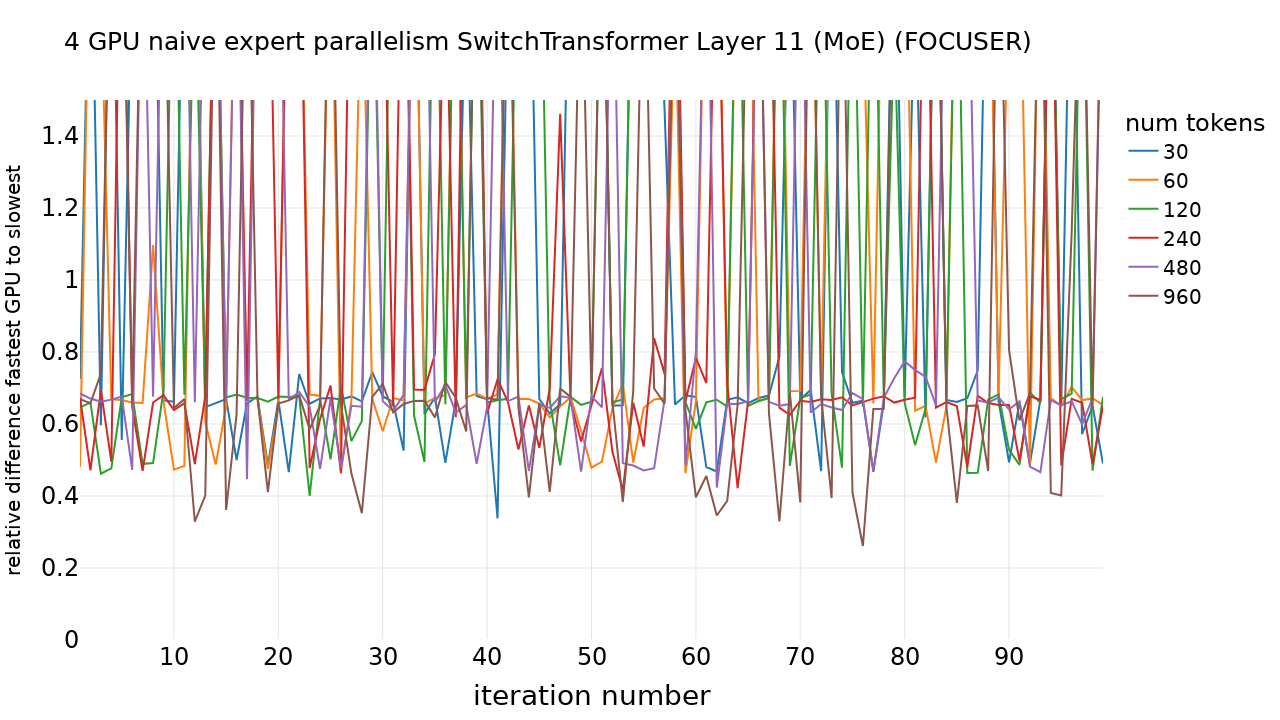 4 GPU naive expert parallelism SwitchTransformer Layer 11 (MoE) (FOCUSER)
num tokens
30
60
120
240
480
960
relative difference fastest GPU to slowest
1.4
1.2
1
0.8
0.6
0.4
0.2
0
10 20 30 40 50 60 70 80 90
iteration number